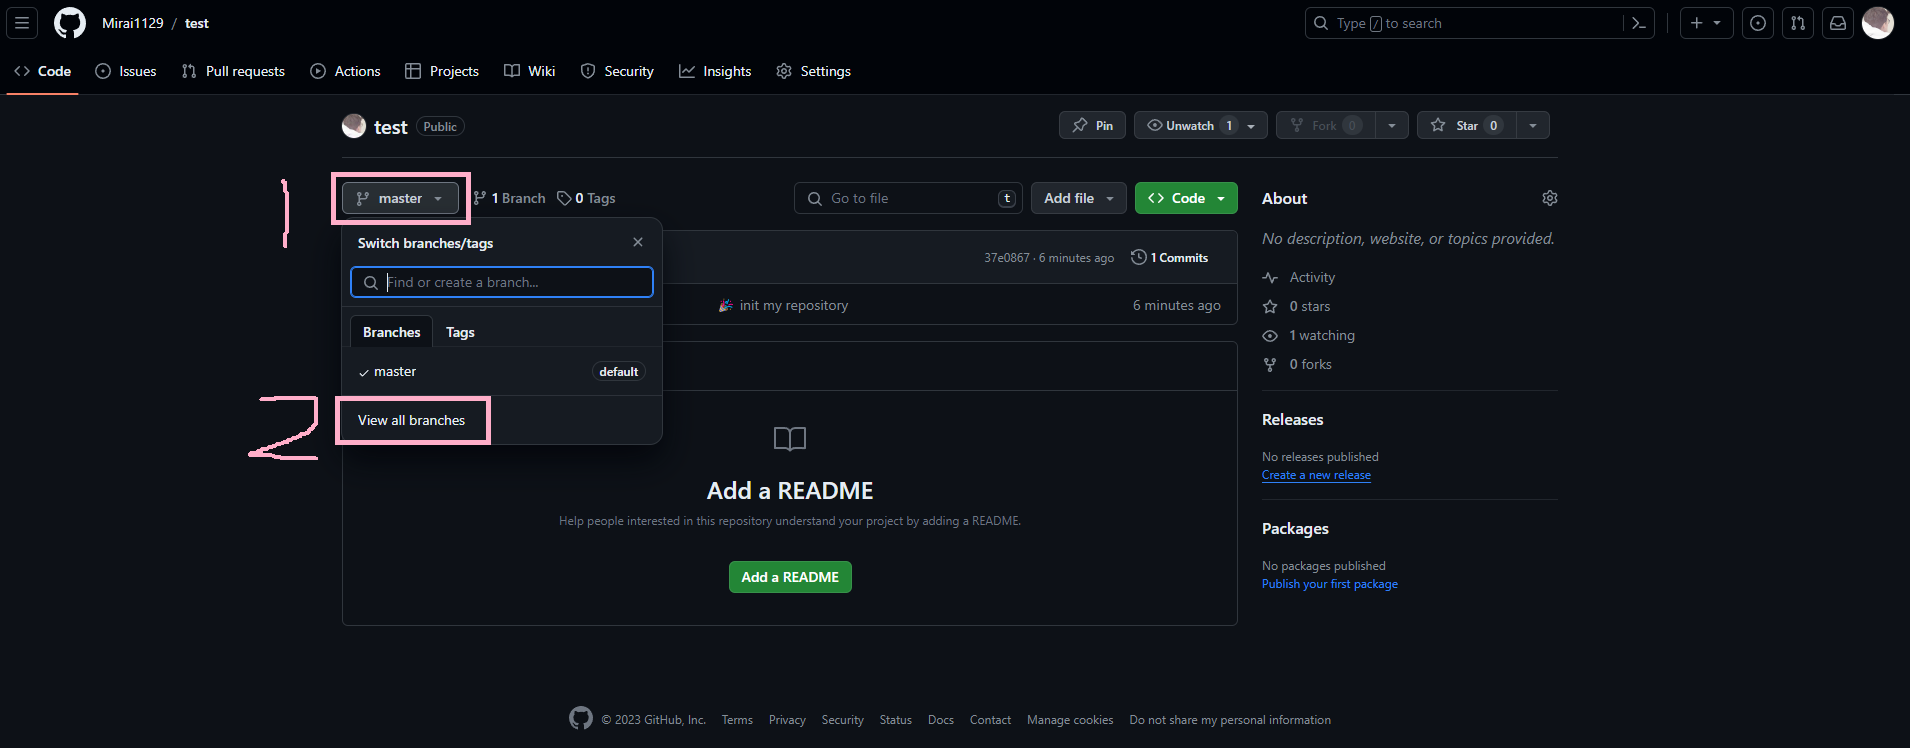 Mirai1129 / test
Type / to search
Code Issues Pull requests Actions Projects Wiki Security Insights Settings
test Public
Pin Unwatch 1 Fork 0 Star 0
1
master 1 Branch 0 Tags Go to file t Add file Code
Switch branches/tags
Find or create a branch...
Branches Tags
master default
2
View all branches
37e0867 · 6 minutes ago 1 Commits
🎉 init my repository 6 minutes ago
Add a README
Help people interested in this repository understand your project by adding a README.
Add a README
About
No description, website, or topics provided.
Activity
0 stars
1 watching
0 forks
Releases
No releases published
Create a new release
Packages
No packages published
Publish your first package
© 2023 GitHub, Inc. Terms Privacy Security Status Docs Contact Manage cookies Do not share my personal information